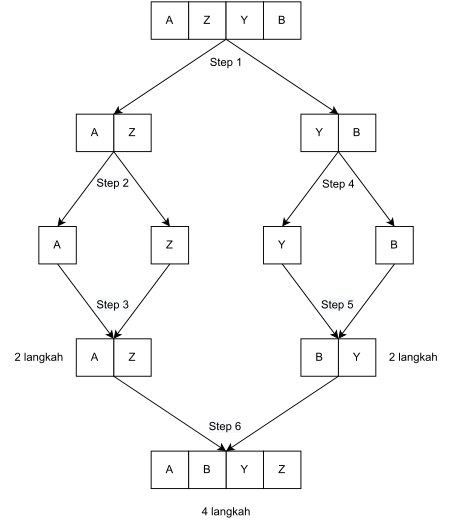 A Z Y B
Step 1
A Z Y B
Step 2 Step 4
A Z Y B
Step 3 Step 5
2 langkah A Z B Y 2 langkah
Step 6
A B Y Z
4 langkah